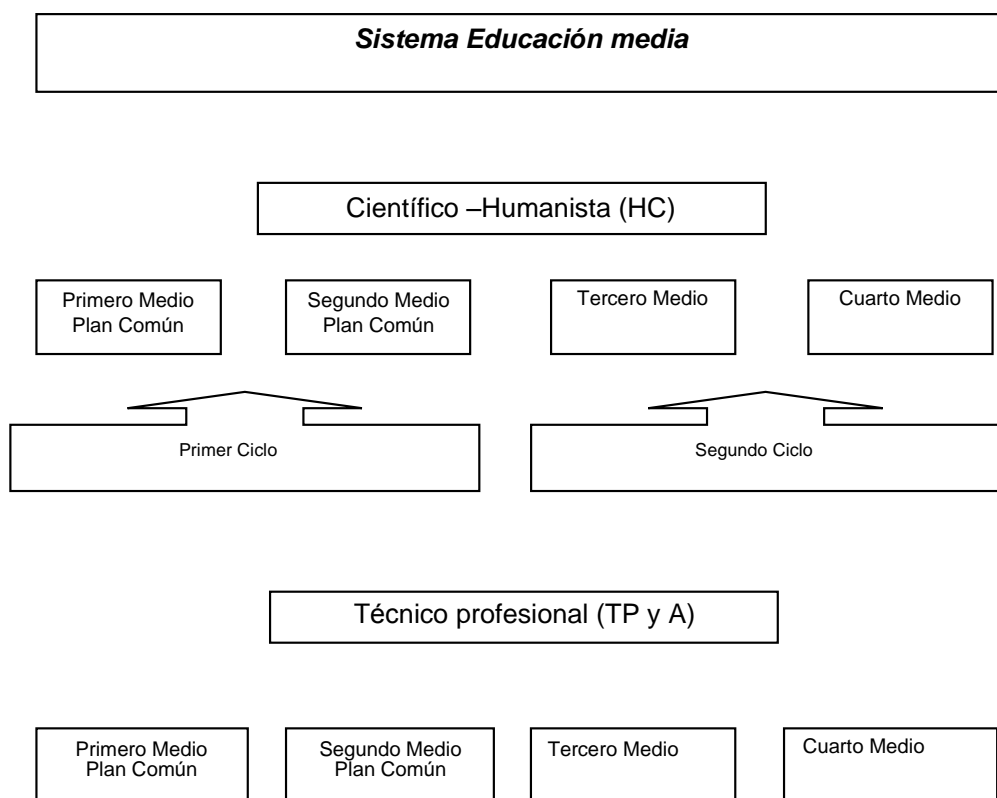 Sistema Educación media
Científico –Humanista (HC)
Primero Medio
Plan Común
Segundo Medio
Plan Común
Tercero Medio
Cuarto Medio
Primer Ciclo
Segundo Ciclo
Técnico profesional (TP y A)
Primero Medio
Plan Común
Segundo Medio
Plan Común
Tercero Medio
Cuarto Medio